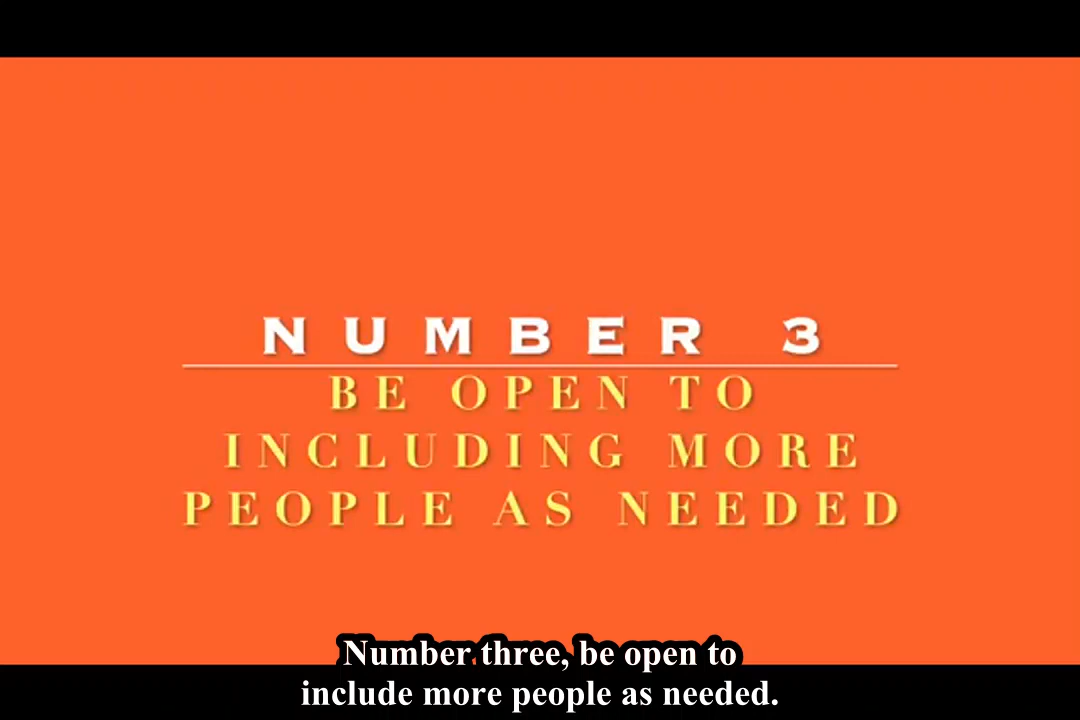 NUMBER 3
BE OPEN TO
INCLUDING MORE
PEOPLE AS NEEDED
Number three, be open to
include more people as needed.